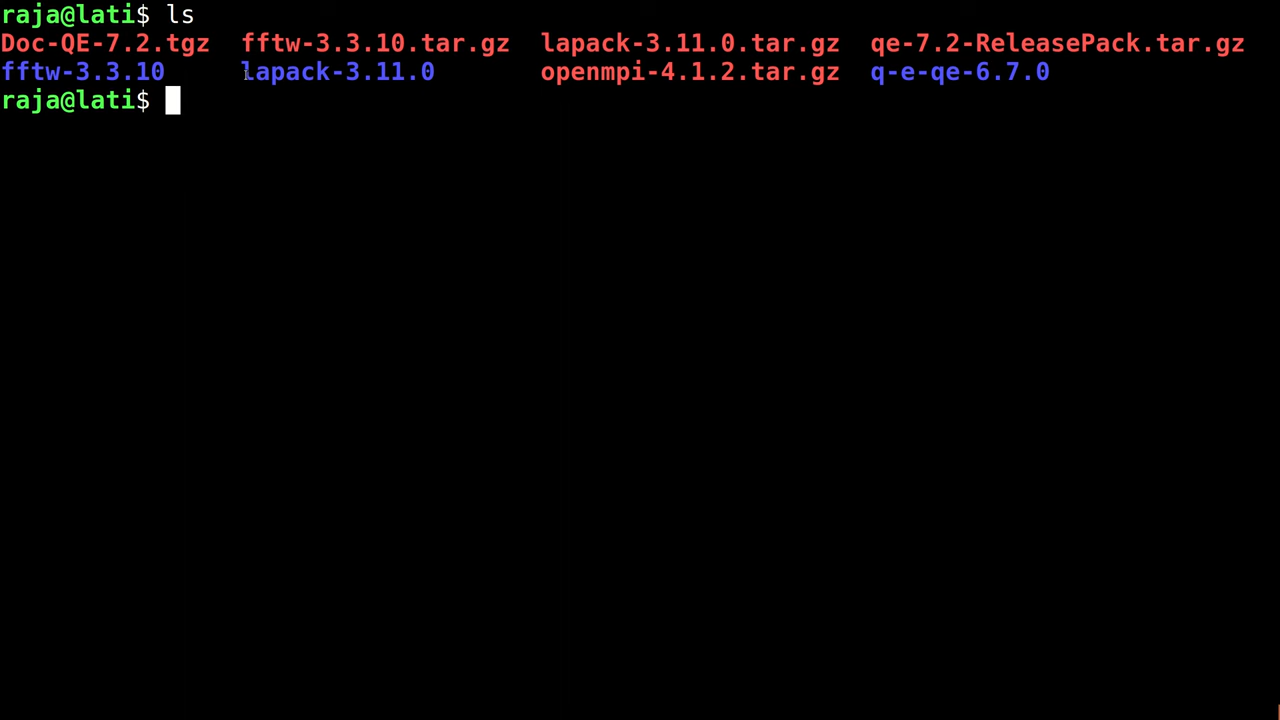 raja@lati$ ls
Doc-QE-7.2.tgz  fftw-3.3.10.tar.gz  lapack-3.11.0.tar.gz  qe-7.2-ReleasePack.tar.gz
fftw-3.3.10     lapack-3.11.0       openmpi-4.1.2.tar.gz  q-e-qe-6.7.0
raja@lati$